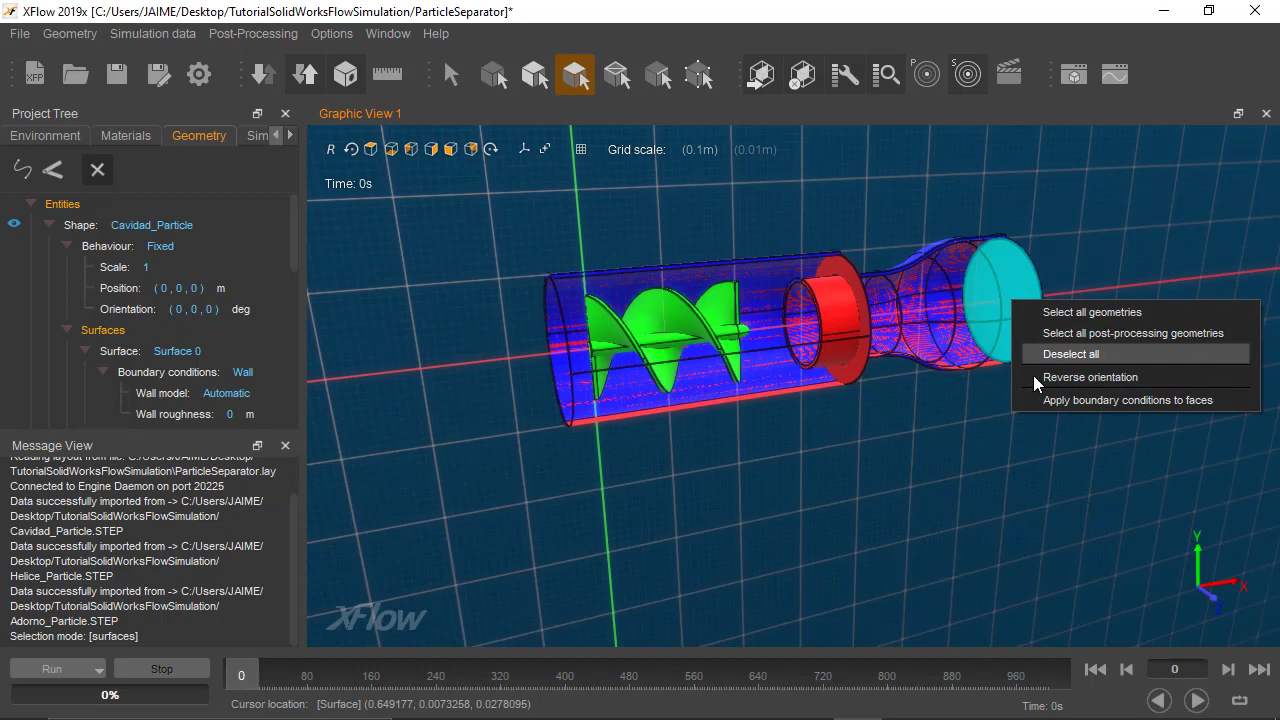 XFlow 2019x [C:/Users/JAIME/Desktop/TutorialSolidWorksFlowSimulation/ParticleSeparator]*
File Geometry Simulation data Post-Processing Options Window Help
XFP
P
S
Project Tree
Environment Materials Geometry Sim
Entities
Shape: Cavidad_Particle
Behaviour: Fixed
Scale: 1
Position: ( 0 , 0 , 0 ) m
Orientation: ( 0 , 0 , 0 ) deg
Surfaces
Surface: Surface 0
Boundary conditions: Wall
Wall model: Automatic
Wall roughness: 0 m
Message View
Reading layout from file: C:/Users/JAIME/Desktop/
TutorialSolidWorksFlowSimulation\ParticleSeparator.lay
Connected to Engine Daemon on port 20225
Data successfully imported from -> C:/Users/JAIME/
Desktop/TutorialSolidWorksFlowSimulation/
Cavidad_Particle.STEP
Data successfully imported from -> C:/Users/JAIME/
Desktop/TutorialSolidWorksFlowSimulation/
Helice_Particle.STEP
Data successfully imported from -> C:/Users/JAIME/
Desktop/TutorialSolidWorksFlowSimulation/
Adorno_Particle.STEP
Selection mode: [surfaces]
Graphic View 1
R Grid scale: (0.1m) (0.01m)
Time: 0s
Select all geometries
Select all post-processing geometries
Deselect all
Reverse orientation
Apply boundary conditions to faces
Y
X
Z
XFlow
Run Stop
0%
0 80 160 240 320 400 480 560 640 720 800 880 960
0
Cursor location: [Surface] (0.649177, 0.0073258, 0.0278095)
Time: 0s